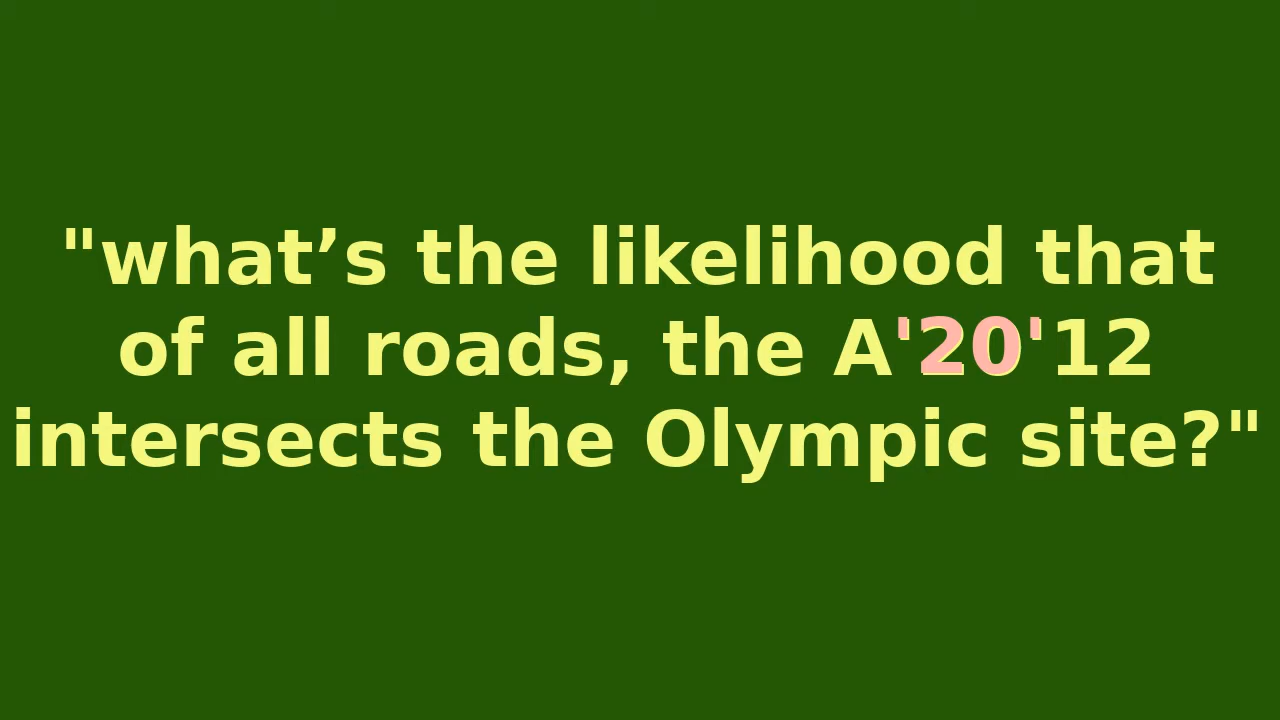 "what’s the likelihood that
of all roads, the A'20'12
intersects the Olympic site?"